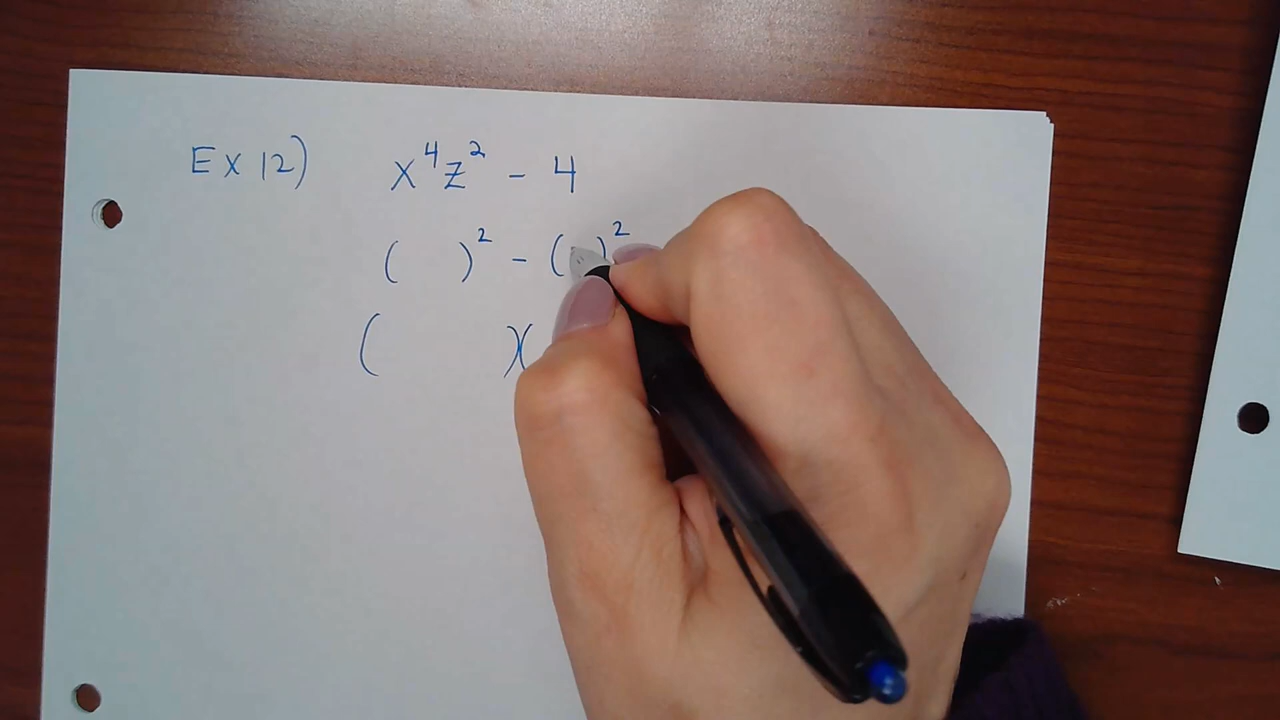 Ex 12) x⁴z² - 4
( )² - ( )²
( )(